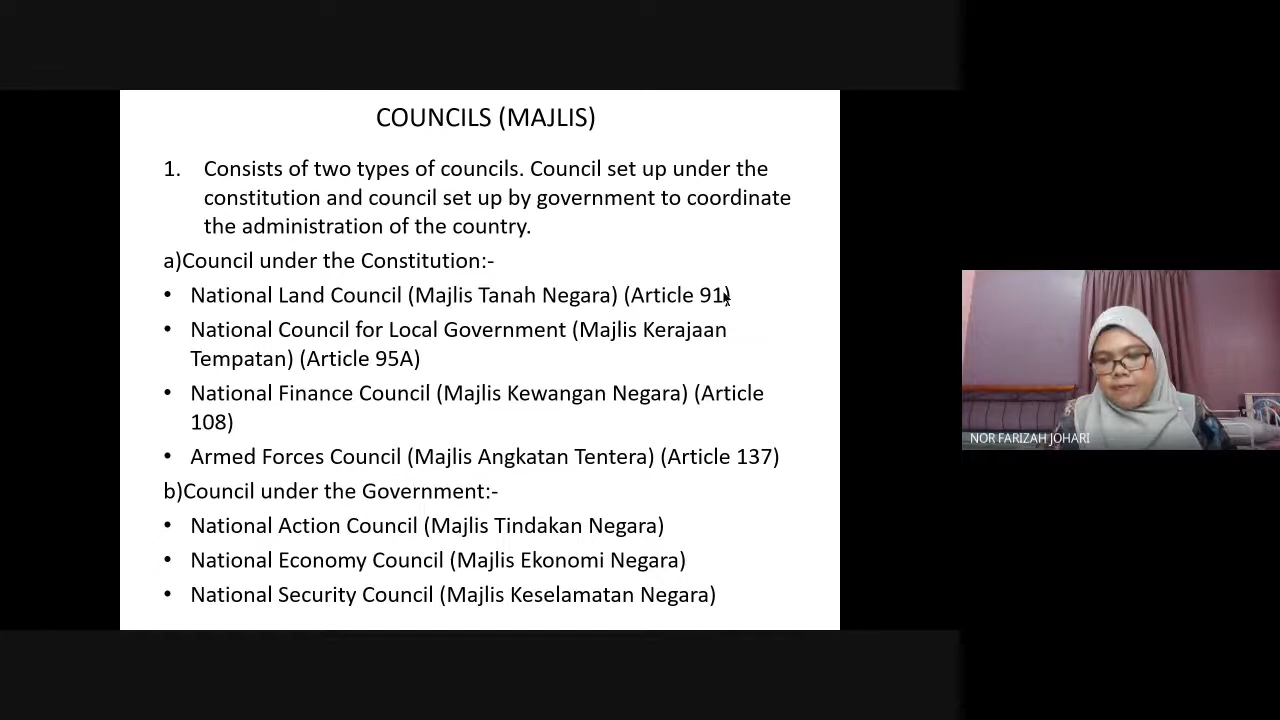 COUNCILS (MAJLIS)
1. Consists of two types of councils. Council set up under the
constitution and council set up by government to coordinate
the administration of the country.
a)Council under the Constitution:-
• National Land Council (Majlis Tanah Negara) (Article 91)
• National Council for Local Government (Majlis Kerajaan
Tempatan) (Article 95A)
• National Finance Council (Majlis Kewangan Negara) (Article
108)
• Armed Forces Council (Majlis Angkatan Tentera) (Article 137)
b)Council under the Government:-
• National Action Council (Majlis Tindakan Negara)
• National Economy Council (Majlis Ekonomi Negara)
• National Security Council (Majlis Keselamatan Negara)
NOR FARIZAH JOHARI